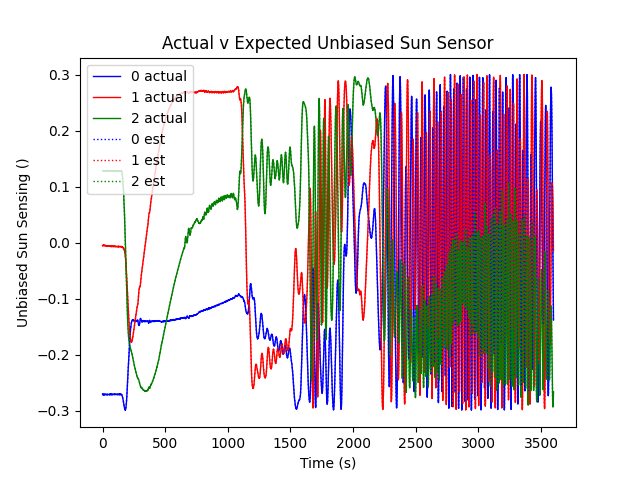 Actual v Expected Unbiased Sun Sensor
0 actual
1 actual
2 actual
0 est
1 est
2 est
Unbiased Sun Sensing ()
0.3
0.2
0.1
0.0
−0.1
−0.2
−0.3
0
500
1000
1500
2000
2500
3000
3500
Time (s)